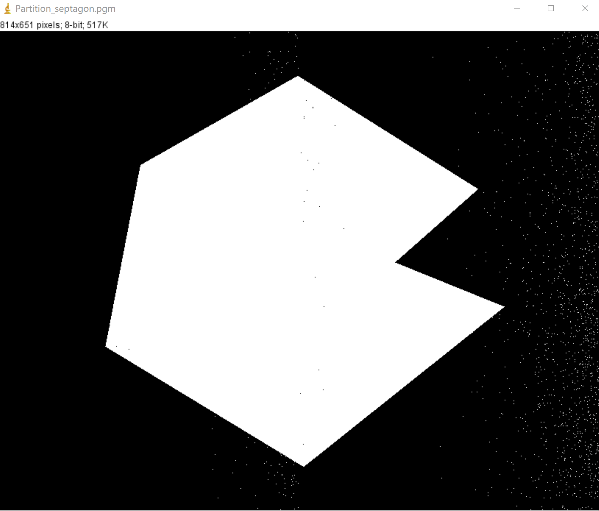 Partition_septagon.pgm
814x651 pixels; 8-bit; 517K